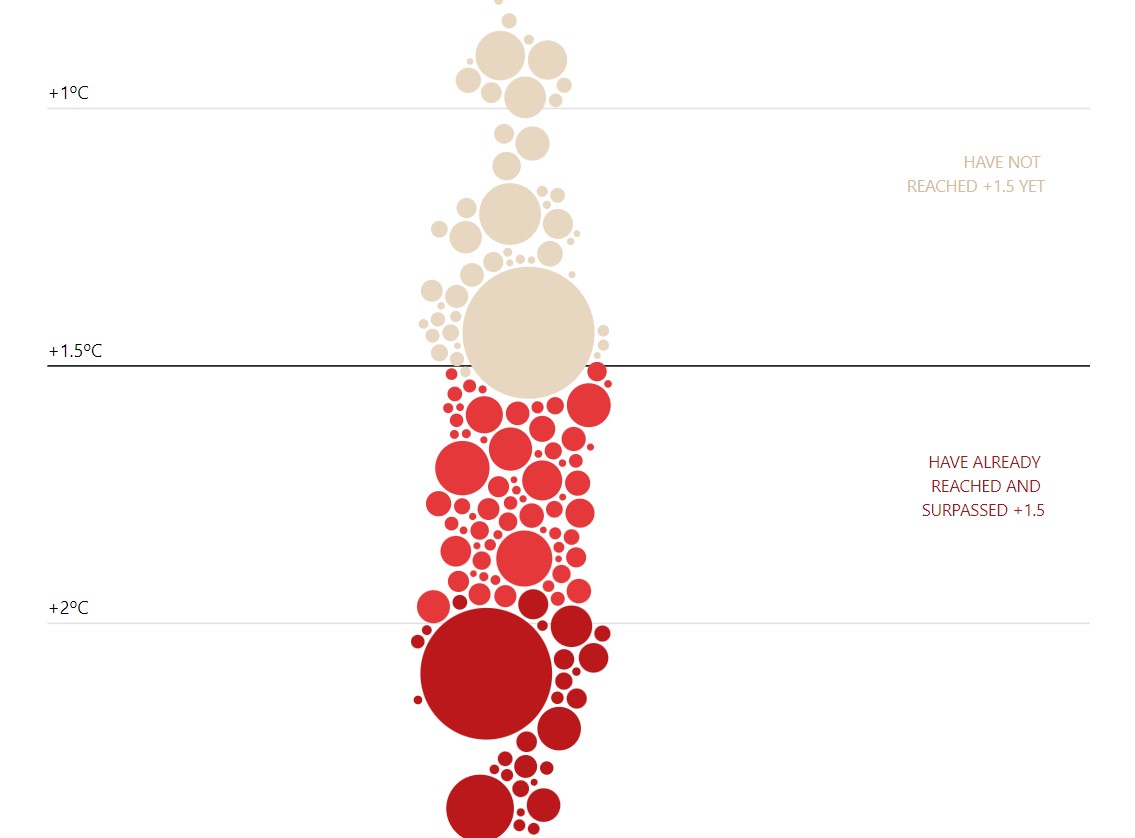 +1ºC
HAVE NOT
REACHED +1.5 YET
+1.5ºC
HAVE ALREADY
REACHED AND
SURPASSED +1.5
+2ºC